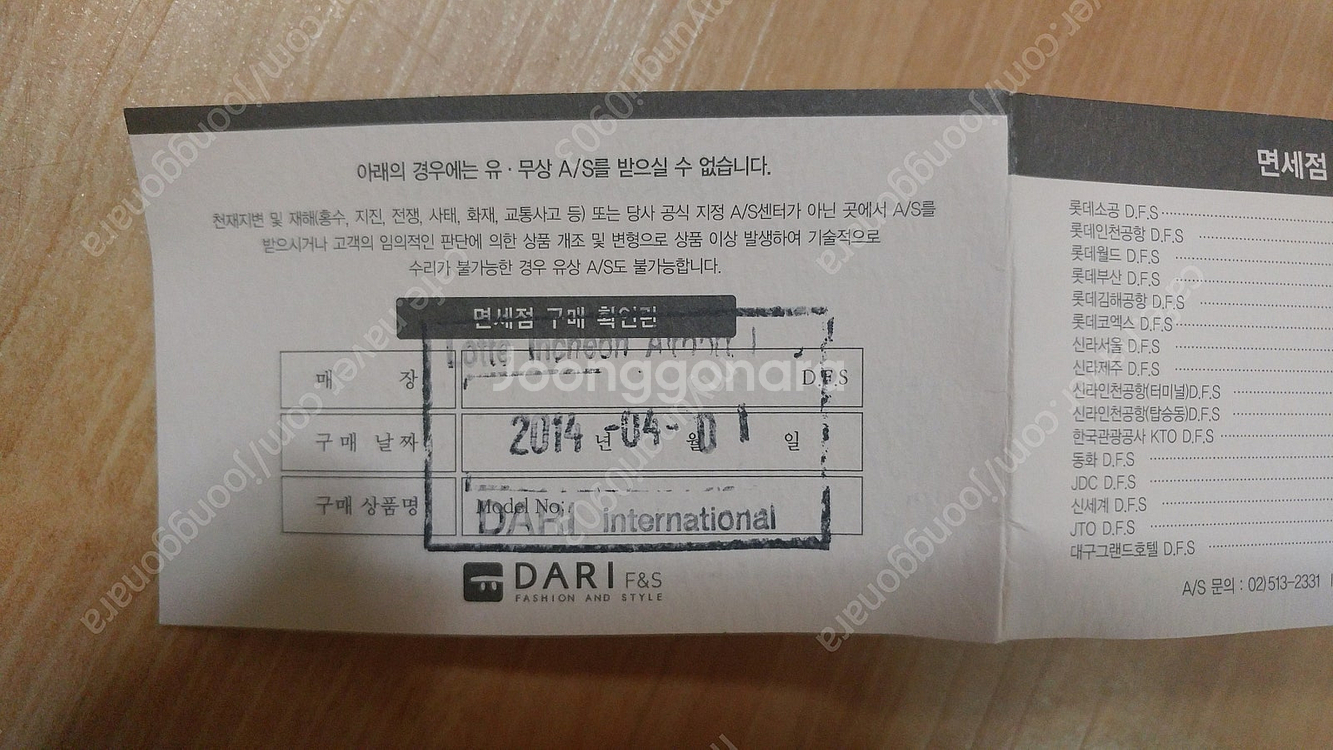 아래의 경우에는 유·무상 A/S를 받으실 수 없습니다.
천재지변 및 재해(홍수, 지진, 전쟁, 사태, 화재, 교통사고 등) 또는 당사 공식 지정 A/S센터가 아닌 곳에서 A/S를
받으시거나 고객의 임의적인 판단에 의한 상품 개조 및 변형으로 상품 이상 발생하여 기술적으로
수리가 불가능한 경우 유상 A/S도 불가능합니다.
면세점 구매 확인란
Lotte Incheon Airport
매 장 D.F.S
Joonggonara
구매 날짜 2014 년 -04- 월 01 일
구매 상품명 Model No:
DARI international
DARI F&S
FASHION AND STYLE
면세점
롯데소공 D.F.S
롯데인천공항 D.F.S
롯데월드 D.F.S
롯데부산 D.F.S
롯데김해공항 D.F.S
롯데코엑스 D.F.S
신라서울 D.F.S
신라제주 D.F.S
신라인천공항(터미널)D.F.S
신라인천공항(탑승동)D.F.S
한국관광공사 KTO D.F.S
동화 D.F.S
JDC D.F.S
신세계 D.F.S
JTO D.F.S
대구그랜드호텔 D.F.S
A/S 문의 : 02)513-2331